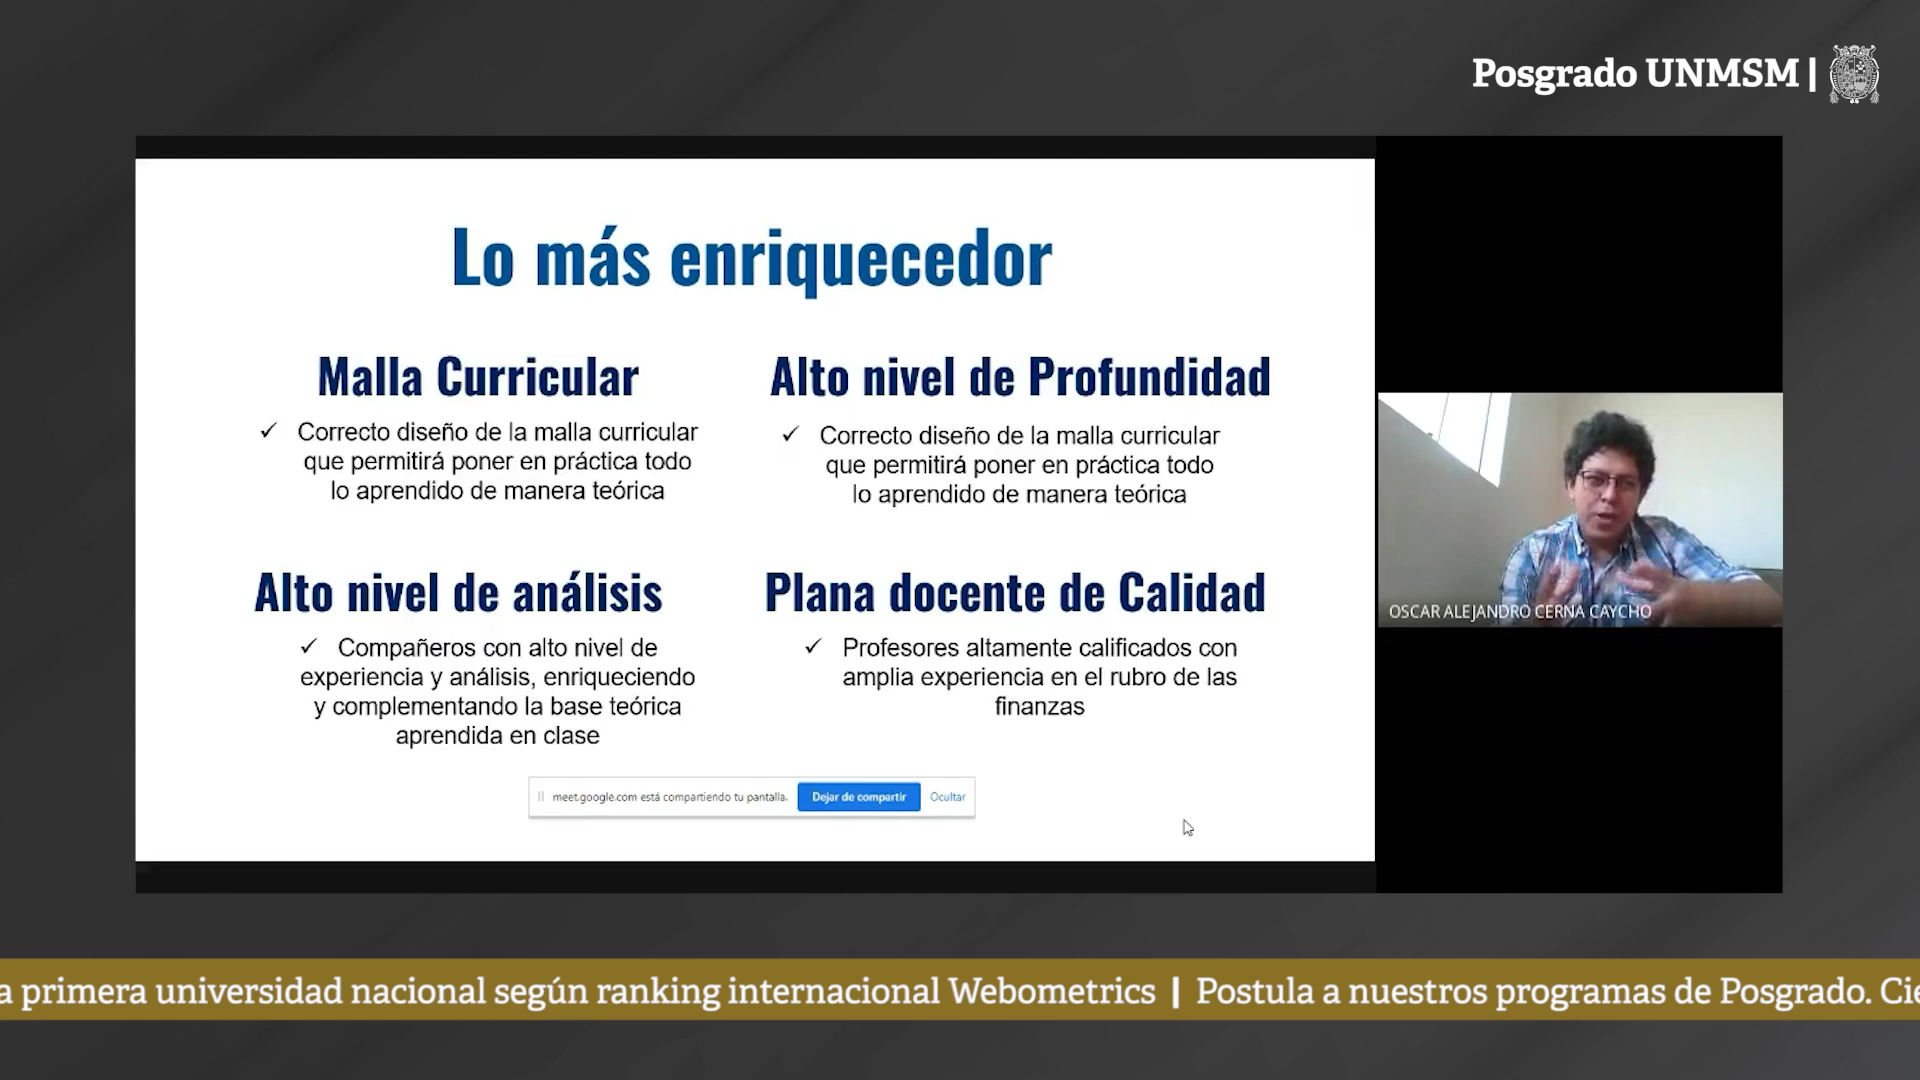 Posgrado UNMSM |
Lo más enriquecedor
Malla Curricular
✓ Correcto diseño de la malla curricular
que permitirá poner en práctica todo
lo aprendido de manera teórica
Alto nivel de Profundidad
✓ Correcto diseño de la malla curricular
que permitirá poner en práctica todo
lo aprendido de manera teórica
Alto nivel de análisis
✓ Compañeros con alto nivel de
experiencia y análisis, enriqueciendo
y complementando la base teórica
aprendida en clase
Plana docente de Calidad
✓ Profesores altamente calificados con
amplia experiencia en el rubro de las
finanzas
meet.google.com está compartiendo tu pantalla. Dejar de compartir Ocultar
OSCAR ALEJANDRO CERNA CAYCHO
a primera universidad nacional según ranking internacional Webometrics | Postula a nuestros programas de Posgrado. Cie